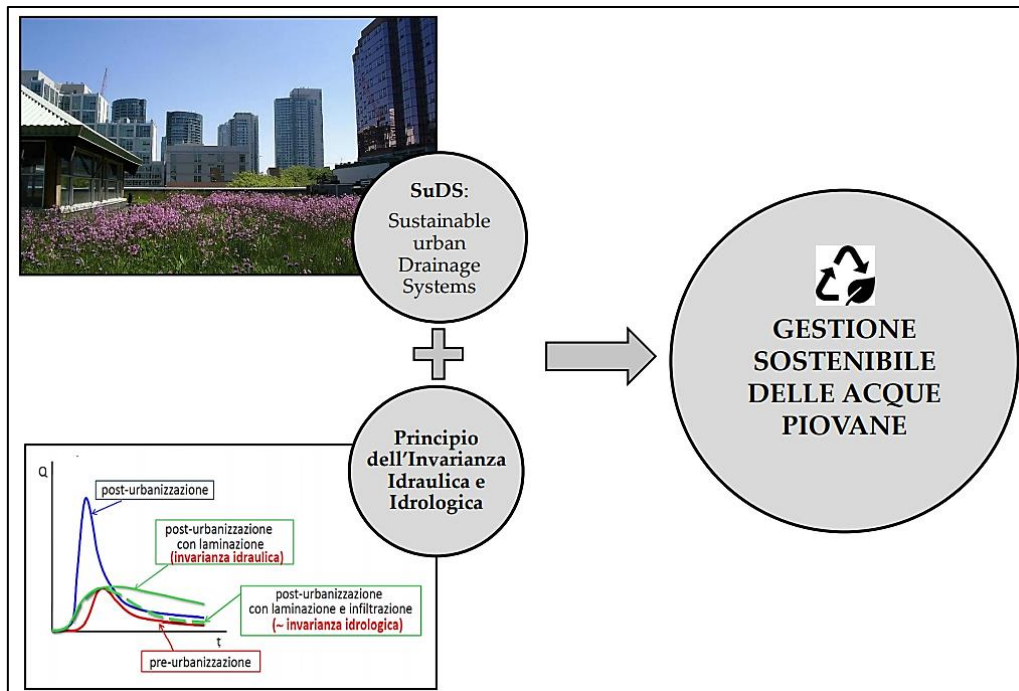 SuDS:
Sustainable
urban
Drainage
Systems
Principio
dell'Invarianza
Idraulica e
Idrologica
GESTIONE
SOSTENIBILE
DELLE ACQUE
PIOVANE
Q
post-urbanizzazione
post-urbanizzazione
con laminazione
(invarianza idraulica)
post-urbanizzazione
con laminazione e infiltrazione
(~ invarianza idrologica)
t
pre-urbanizzazione